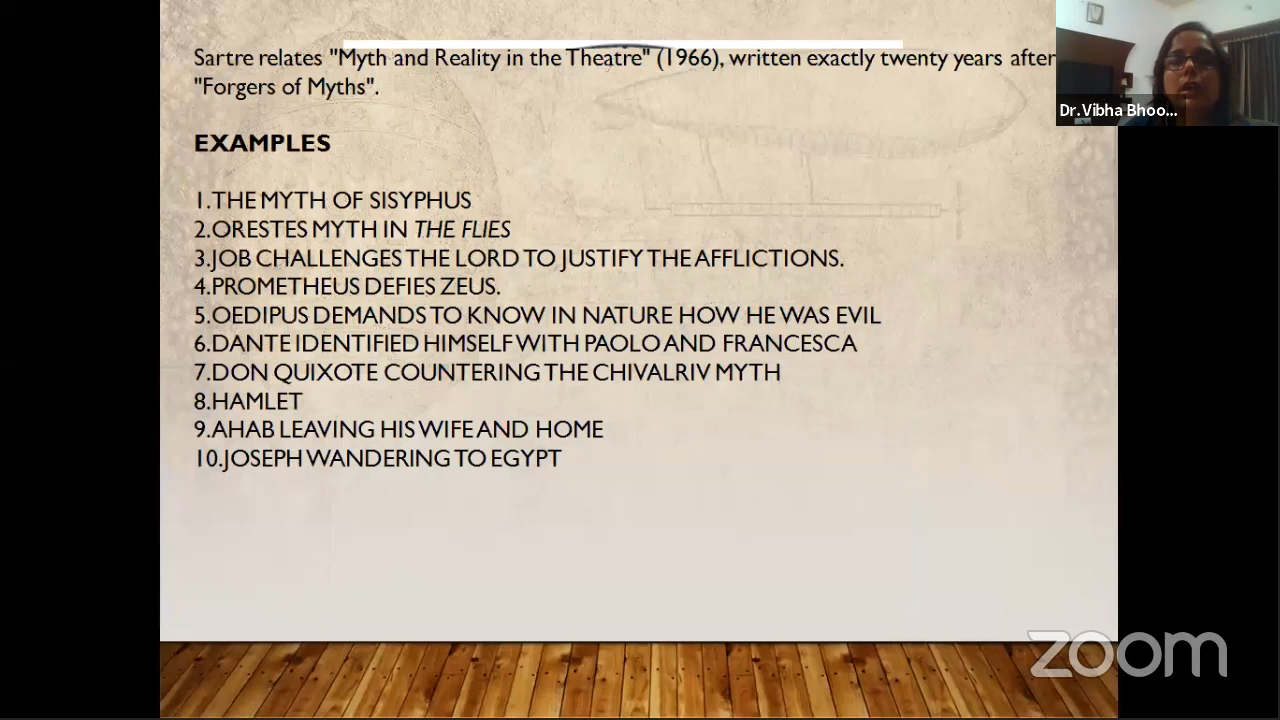 Sartre relates "Myth and Reality in the Theatre" (1966), written exactly twenty years after
"Forgers of Myths".
EXAMPLES
1.THE MYTH OF SISYPHUS
2.ORESTES MYTH IN THE FLIES
3.JOB CHALLENGES THE LORD TO JUSTIFY THE AFFLICTIONS.
4.PROMETHEUS DEFIES ZEUS.
5.OEDIPUS DEMANDS TO KNOW IN NATURE HOW HE WAS EVIL
6.DANTE IDENTIFIED HIMSELF WITH PAOLO AND FRANCESCA
7.DON QUIXOTE COUNTERING THE CHIVALRIV MYTH
8.HAMLET
9.AHAB LEAVING HIS WIFE AND HOME
10.JOSEPH WANDERING TO EGYPT
Dr.Vibha Bhoo...
zoom